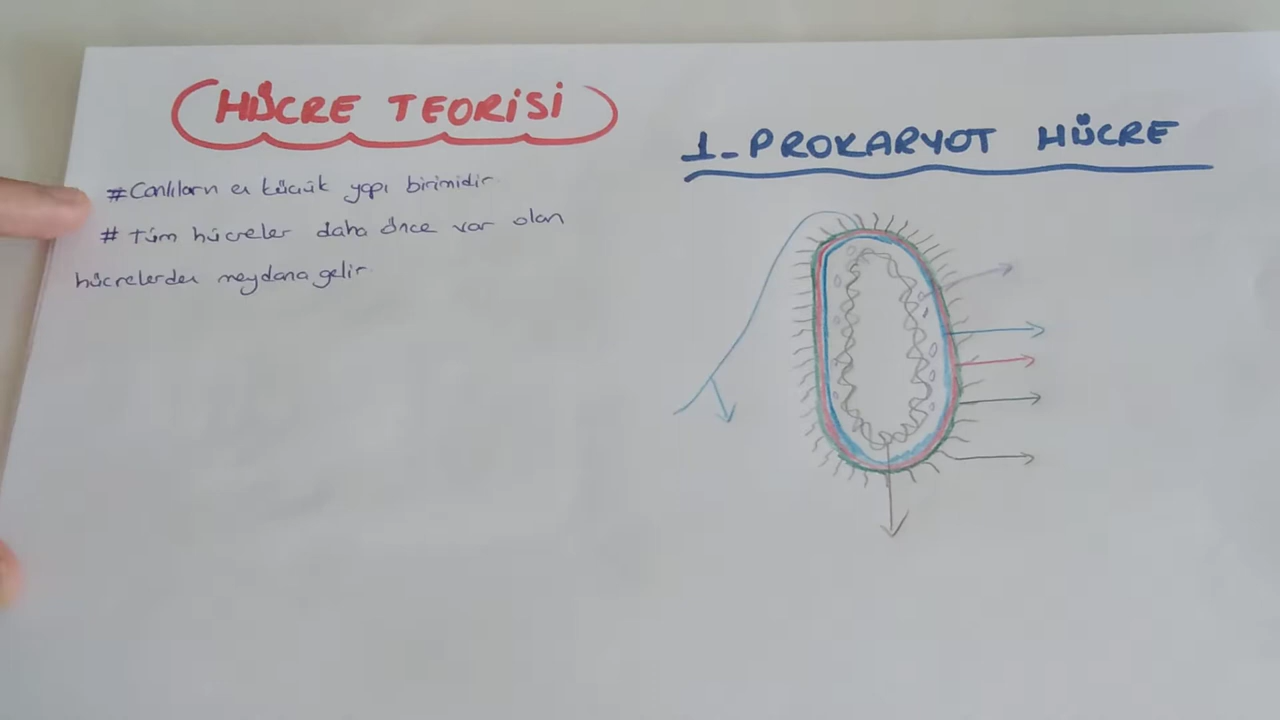 HÜCRE TEORİSİ
#Canlıların en küçük yapı birimidir.
# Tüm hücreler daha önce var olan
hücrelerden meydana gelir.
1-PROKARYOT HÜCRE